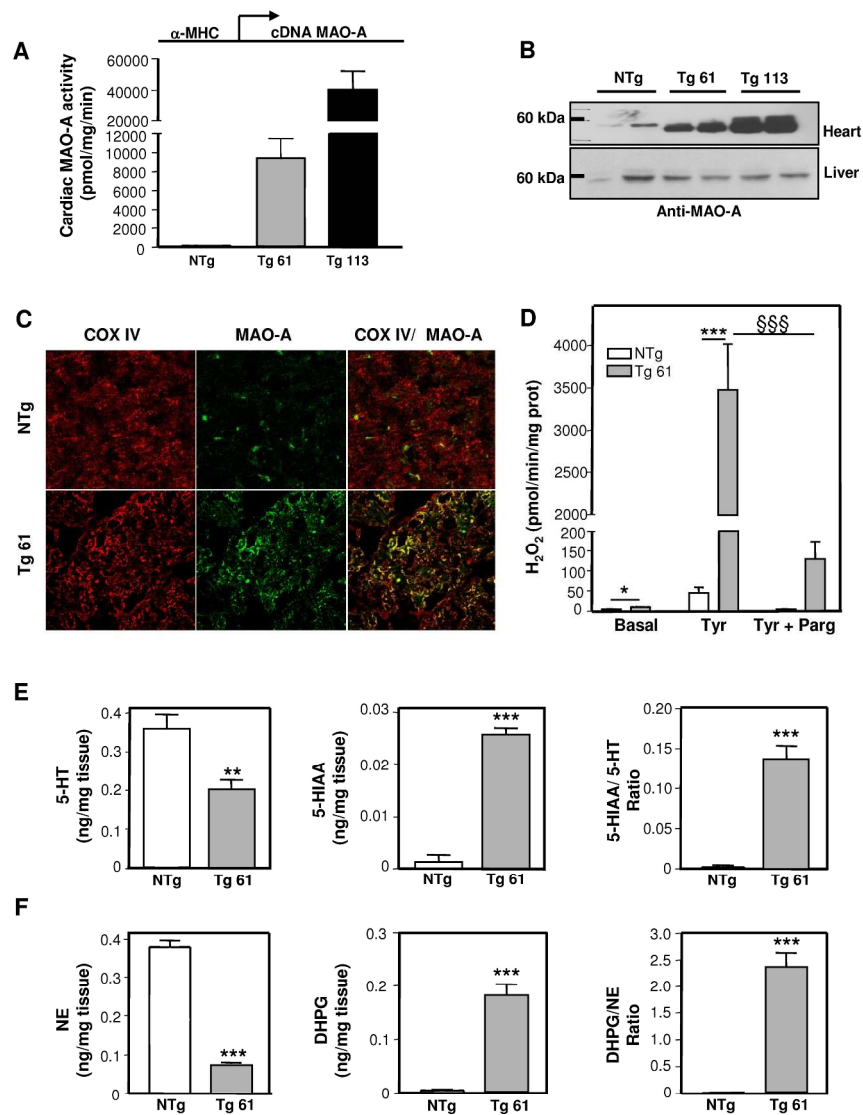 α-MHC cDNA MAO-A
A
Cardiac MAO-A activity
(pmol/mg/min)
60000
40000
20000
12000
10000
8000
6000
4000
2000
0
NTg Tg 61 Tg 113
B
NTg Tg 61 Tg 113
60 kDa
Heart
60 kDa
Liver
Anti-MAO-A
C
COX IV MAO-A COX IV/ MAO-A
NTg
Tg 61
D
H2O2 (pmol/min/mg prot)
*** §§§
NTg
Tg 61
4000
3500
3000
2500
2000
200
150
100
50
0
*
Basal Tyr Tyr + Parg
E
5-HT
(ng/mg tissue)
0.4
0.3
0.2
0.1
0
**
NTg Tg 61
5-HIAA
(ng/mg tissue)
0.03
0.02
0.01
0
***
NTg Tg 61
5-HIAA/ 5-HT
Ratio
0.20
0.15
0.10
0.05
0
***
NTg Tg 61
F
NE
(ng/mg tissue)
0.4
0.3
0.2
0.1
0
***
NTg Tg 61
DHPG
(ng/mg tissue)
0.3
0.2
0.1
0
***
NTg Tg 61
DHPG/NE
Ratio
3.0
2.5
2.0
1.5
1.0
0.5
0
***
NTg Tg 61